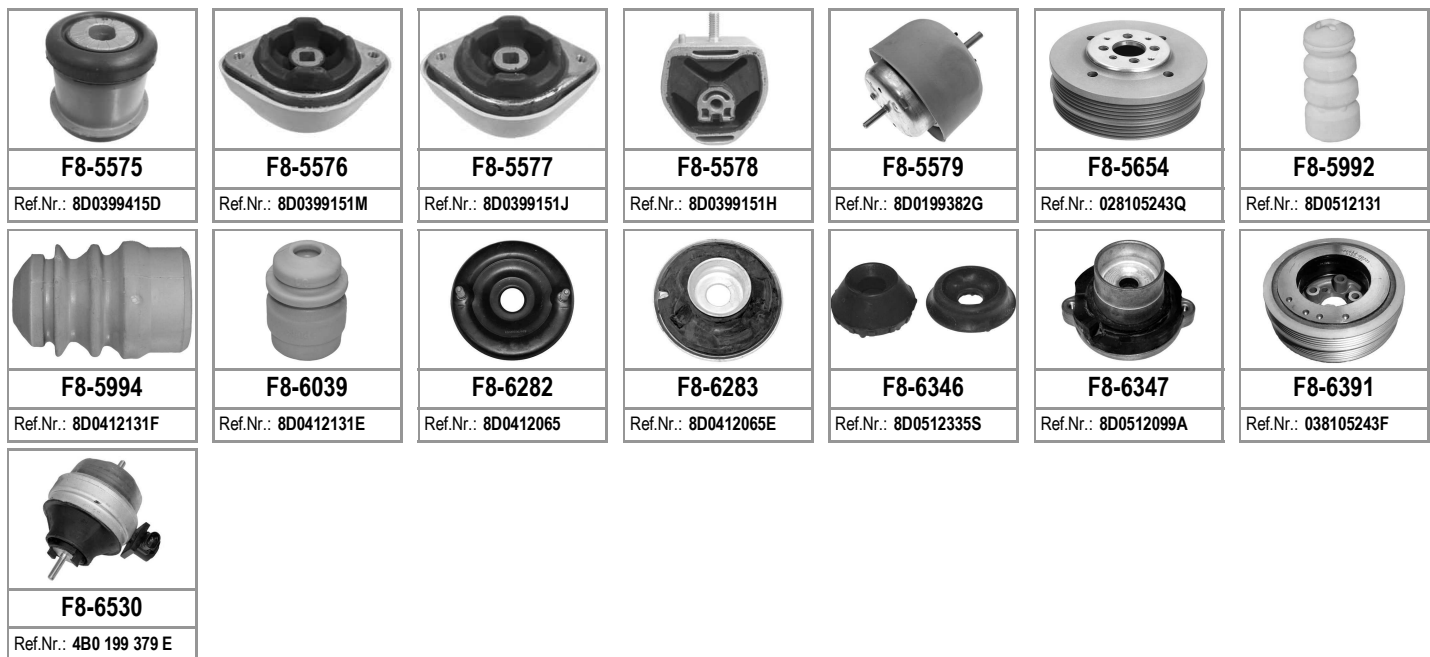 F8-5575
Ref.Nr.: 8D0399415D
F8-5576
Ref.Nr.: 8D0399151M
F8-5577
Ref.Nr.: 8D0399151J
F8-5578
Ref.Nr.: 8D0399151H
F8-5579
Ref.Nr.: 8D0199382G
F8-5654
Ref.Nr.: 028105243Q
F8-5992
Ref.Nr.: 8D0512131
F8-5994
Ref.Nr.: 8D0412131F
F8-6039
Ref.Nr.: 8D0412131E
F8-6282
Ref.Nr.: 8D0412065
F8-6283
Ref.Nr.: 8D0412065E
F8-6346
Ref.Nr.: 8D0512335S
F8-6347
Ref.Nr.: 8D0512099A
F8-6391
Ref.Nr.: 038105243F
F8-6530
Ref.Nr.: 4B0 199 379 E